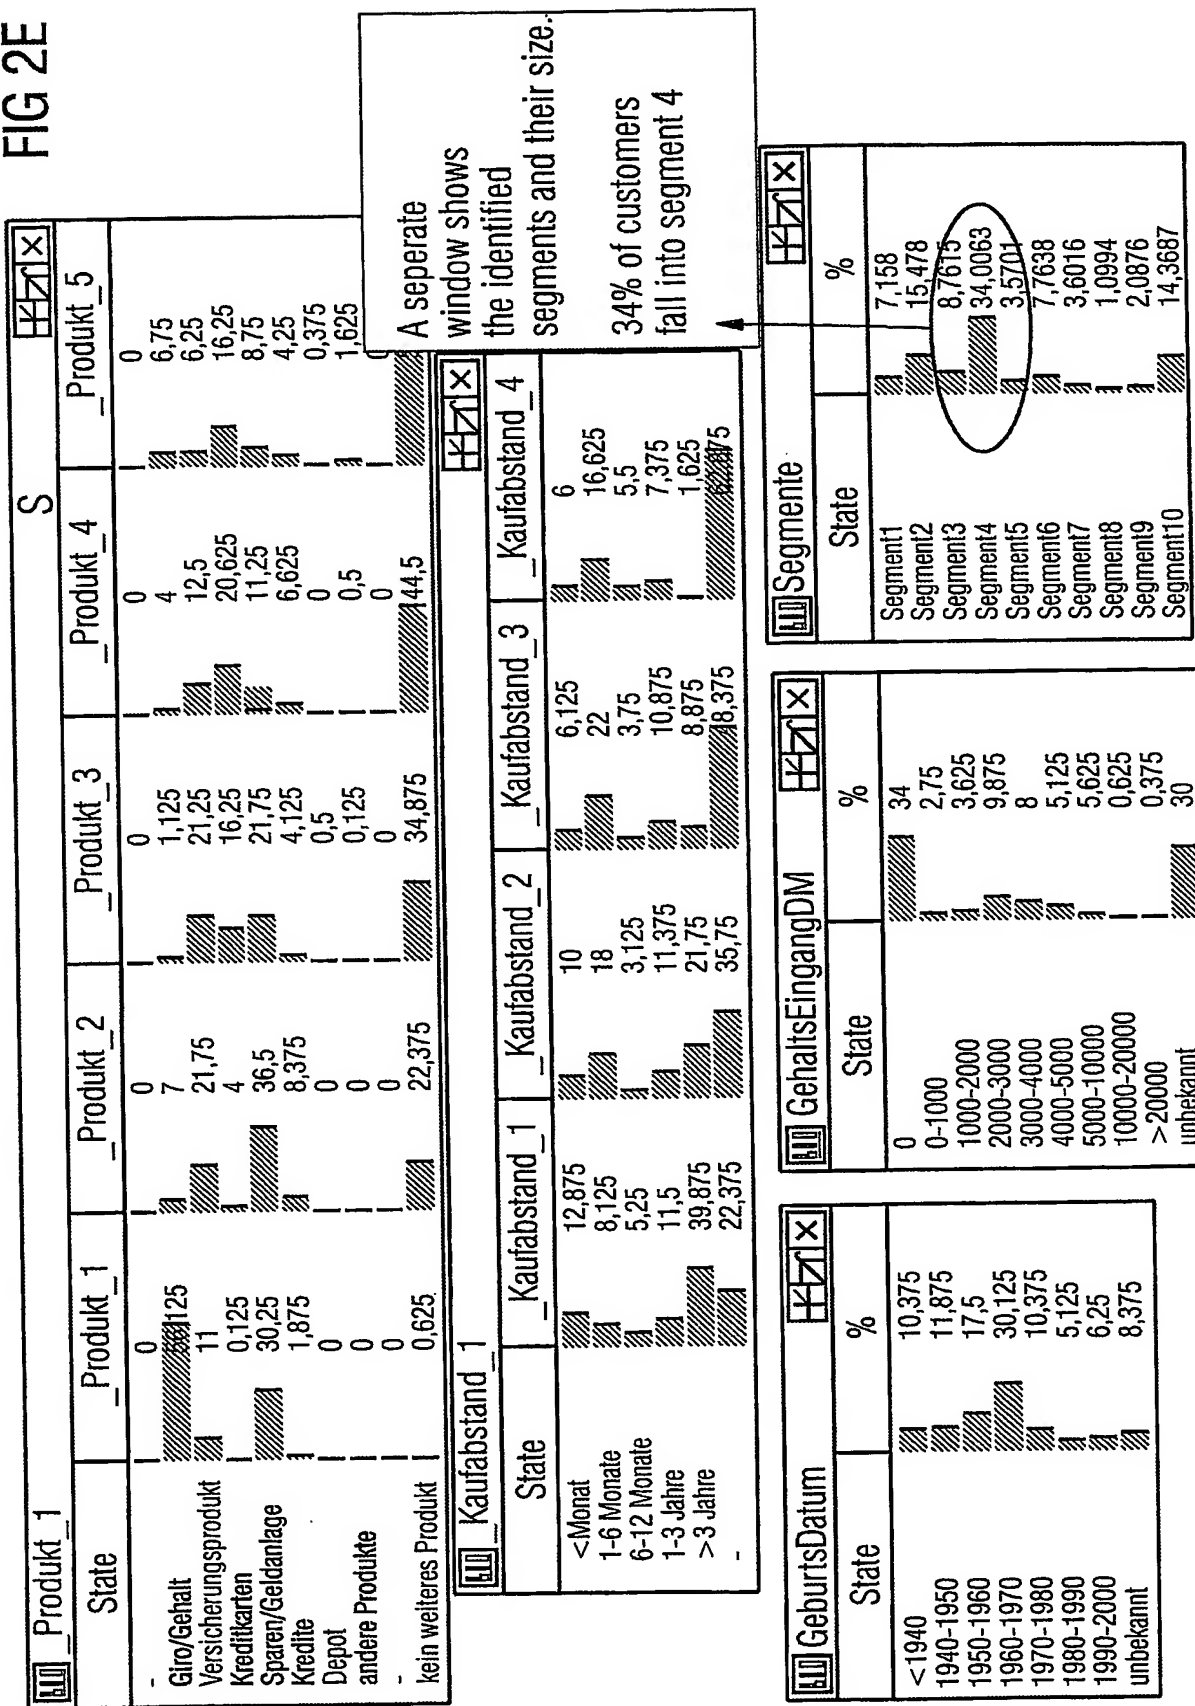 FIG 2E
_Produkt_1
S
State _Produkt_1 _Produkt_2 _Produkt_3 _Produkt_4 _Produkt_5
- 0 0 0 0 0
Giro/Gehalt 125 7 1,125 4 6,75
Versicherungsprodukt 11 21,75 21,25 12,5 6,25
Kreditkarten 0,125 4 16,25 20,625 16,25
Sparen/Geldanlage 30,25 36,5 21,75 11,25 8,75
Kredite 1,875 8,375 4,125 6,625 4,25
Depot 0 0 0,5 0 0,375
andere Produkte 0 0 0,125 0,5 1,625
- 0 0 0 0
kein weiteres Produkt 0,625 22,375 34,875 44,5
A seperate
window shows
the identified
segments and their size.
34% of customers
fall into segment 4
_Kaufabstand_1
State _Kaufabstand_1 _Kaufabstand_2 _Kaufabstand_3 _Kaufabstand_4
<Monat 12,875 10 6,125 6
1-6 Monate 8,125 18 22 16,625
6-12 Monate 5,25 3,125 3,75 5,5
1-3 Jahre 11,5 11,375 10,875 7,375
>3 Jahre 39,875 21,75 8,875 1,625
- 22,375 35,75 48,375
GeburtsDatum
State %
<1940 10,375
1940-1950 11,875
1950-1960 17,5
1960-1970 30,125
1970-1980 10,375
1980-1990 5,125
1990-2000 6,25
unbekannt 8,375
GehaltsEingangDM
State %
0 34
0-1000 2,75
1000-2000 3,625
2000-3000 9,875
3000-4000 8
4000-5000 5,125
5000-10000 5,625
10000-20000 0,625
>20000 0,375
unbekannt 30
Segmente
State %
Segment1 7,158
Segment2 15,478
Segment3 8,7615
Segment4 34,0063
Segment5 3,5701
Segment6 7,7638
Segment7 3,6016
Segment8 1,0994
Segment9 2,0876
Segment10 14,3687